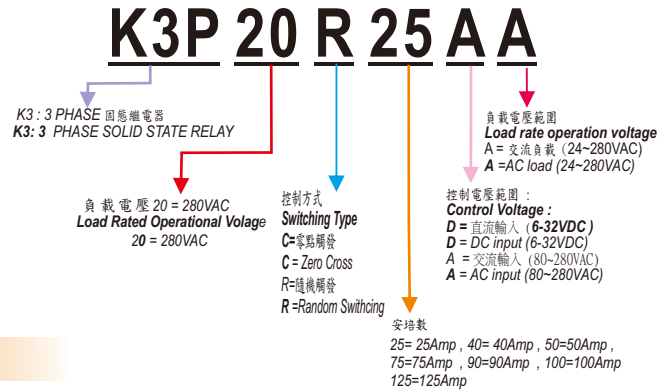 K3P 20 R 25 A A
K3 : 3 PHASE 固態繼電器
K3: 3 PHASE SOLID STATE RELAY
負載電壓 20 = 280VAC
Load Rated Operational Volage
20 = 280VAC
控制方式
Switching Type
C=零點觸發
C = Zero Cross
R=隨機觸發
R =Random Swithcing
安培數
25= 25Amp , 40= 40Amp , 50=50Amp ,
75=75Amp , 90=90Amp , 100=100Amp
125=125Amp
負載電壓範圍
Load rate operation voltage
A = 交流負載 (24~280VAC)
A =AC load (24~280VAC)
控制電壓範圍 :
Control Voltage :
D = 直流輸入 (6-32VDC )
D = DC input (6-32VDC)
A = 交流輸入 (80~280VAC)
A = AC input (80~280VAC)